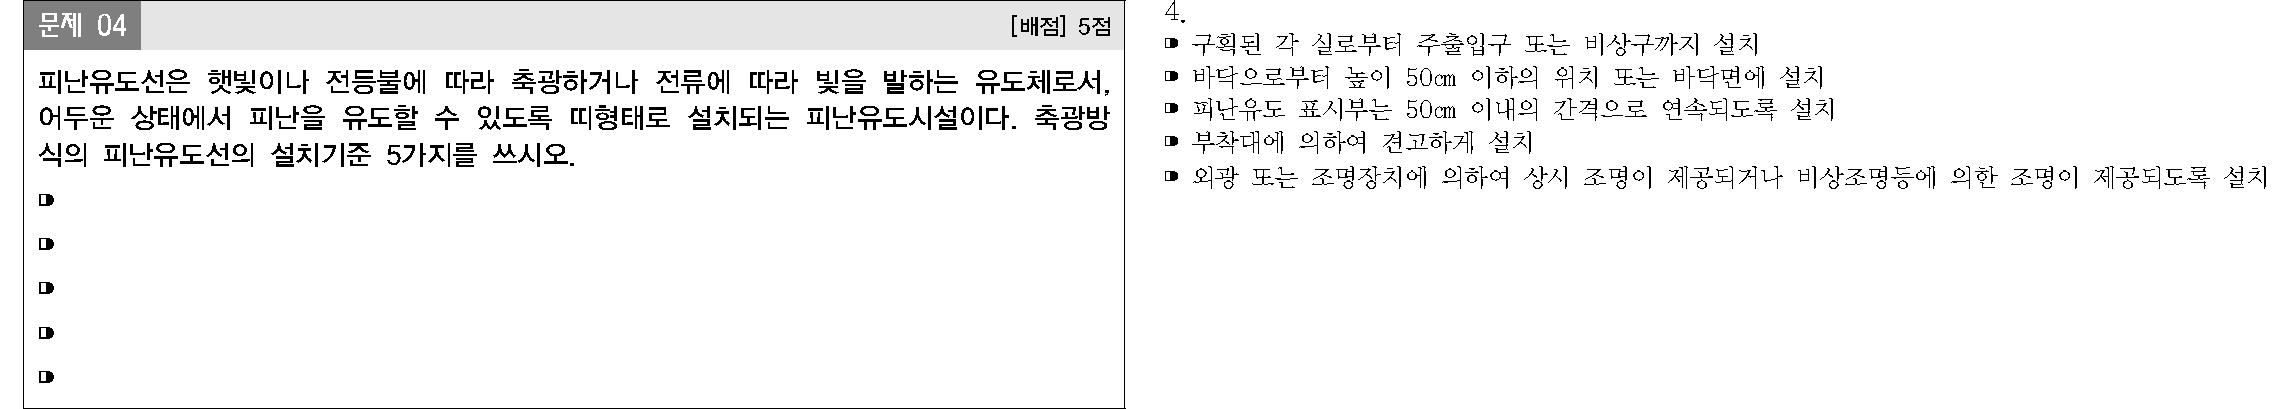 문제 04
[배점] 5점
피난유도선은 햇빛이나 전등불에 따라 축광하거나 전류에 따라 빛을 발하는 유도체로서,
어두운 상태에서 피난을 유도할 수 있도록 띠형태로 설치되는 피난유도시설이다. 축광방
식의 피난유도선의 설치기준 5가지를 쓰시오.
4.
구획된 각 실로부터 주출입구 또는 비상구까지 설치
바닥으로부터 높이 50㎝ 이하의 위치 또는 바닥면에 설치
피난유도 표시부는 50㎝ 이내의 간격으로 연속되도록 설치
부착대에 의하여 견고하게 설치
외광 또는 조명장치에 의하여 상시 조명이 제공되거나 비상조명등에 의한 조명이 제공되도록 설치